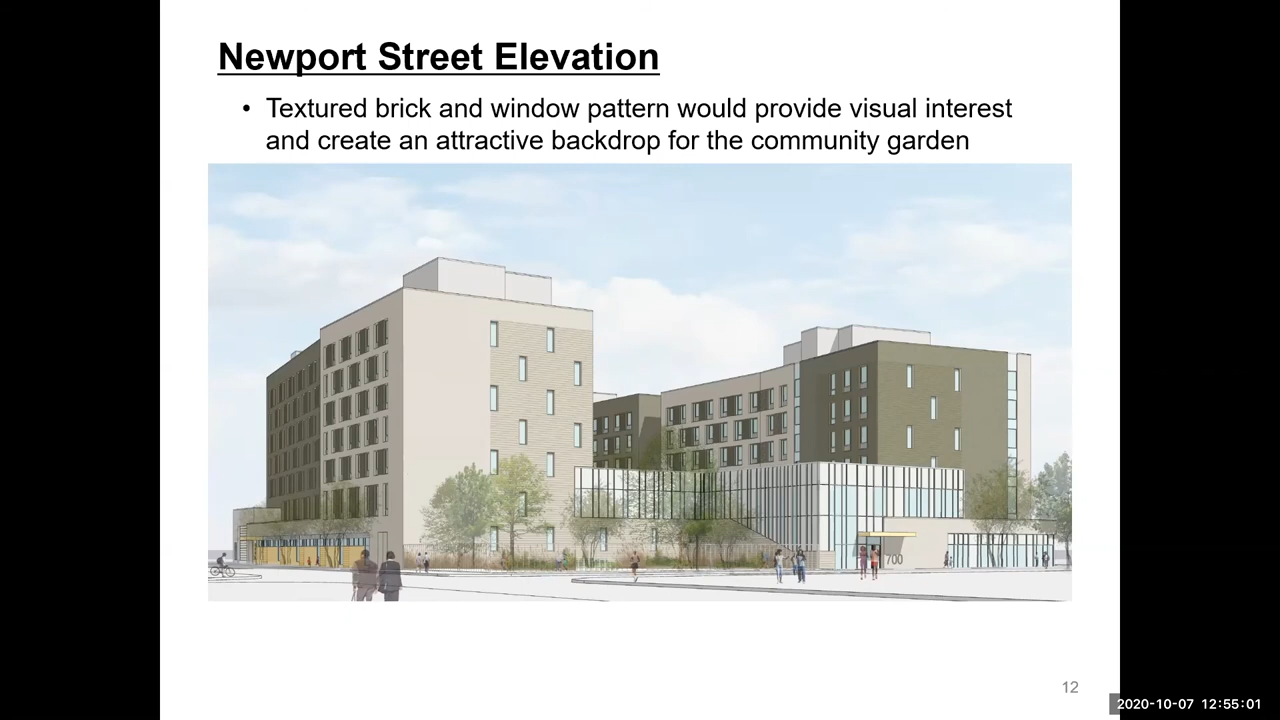 Newport Street Elevation
• Textured brick and window pattern would provide visual interest
and create an attractive backdrop for the community garden
700
12
2020-10-07 12:55:01